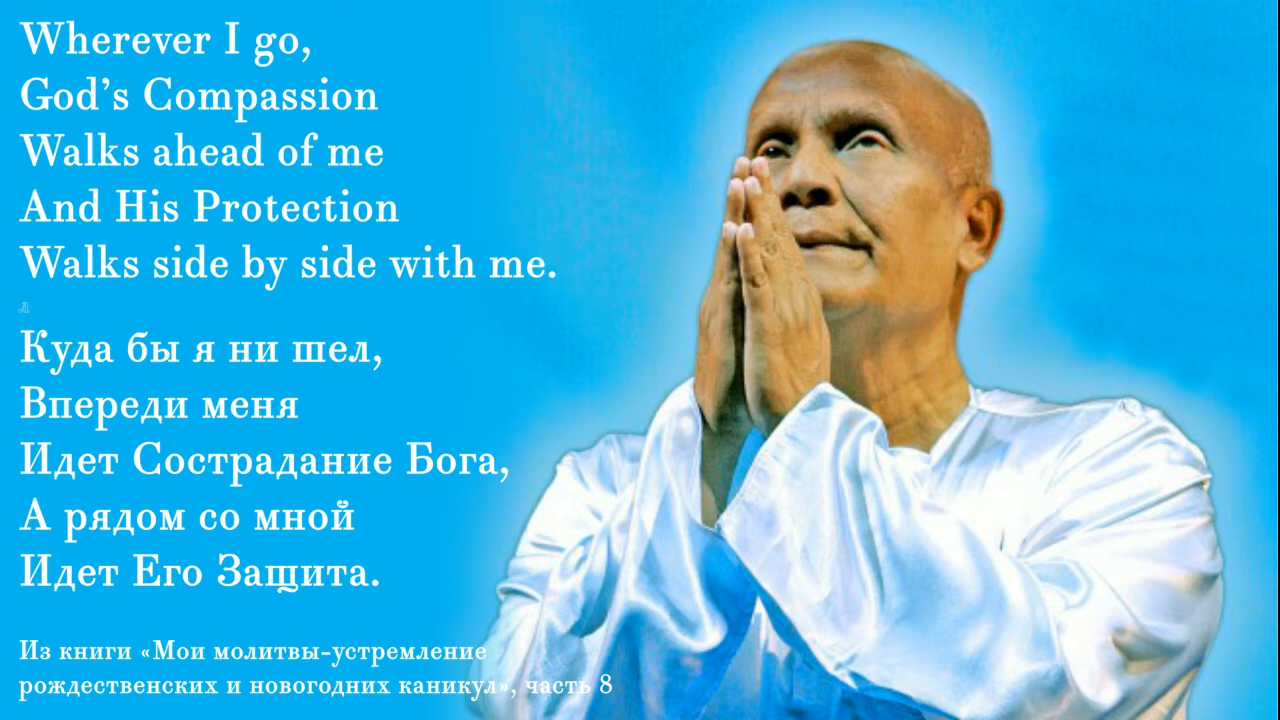 Wherever I go,
God's Compassion
Walks ahead of me
And His Protection
Walks side by side with me.
л
Куда бы я ни шел,
Впереди меня
Идет Сострадание Бога,
А рядом со мной
Идет Его Защита.
Из книги «Мои молитвы-устремление
рождественских и новогодних каникул», часть 8